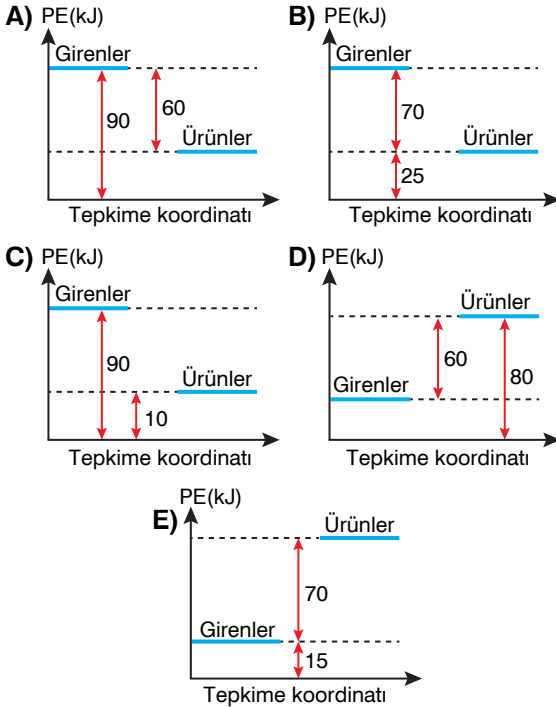 A) PE(kJ)
Girenler
60
90
Ürünler
Tepkime koordinatı
B) PE(kJ)
Girenler
70
Ürünler
25
Tepkime koordinatı
C) PE(kJ)
Girenler
90
Ürünler
10
Tepkime koordinatı
D) PE(kJ)
Ürünler
60
80
Girenler
Tepkime koordinatı
E) PE(kJ)
Ürünler
70
Girenler
15
Tepkime koordinatı